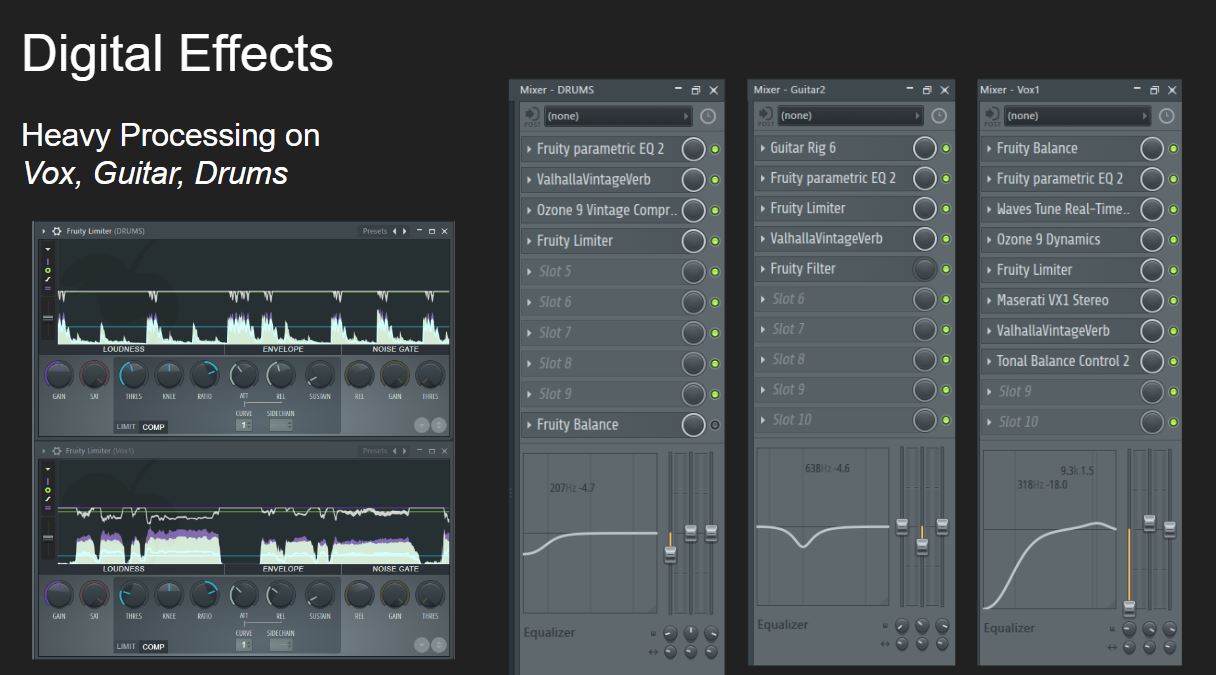 Digital Effects
Heavy Processing on
Vox, Guitar, Drums
Fruity Limiter (DRUMS)
Presets
LOUDNESS ENVELOPE NOISE GATE
GAIN SAT THRES KNEE RATIO ATT REL SUSTAIN REL GAIN THRES
CURVE SIDECHAIN
1
LIMIT COMP
Fruity Limiter (Vox1)
Presets
LOUDNESS ENVELOPE NOISE GATE
GAIN SAT THRES KNEE RATIO ATT REL SUSTAIN REL GAIN THRES
CURVE SIDECHAIN
1
LIMIT COMP
Mixer - DRUMS
POST
(none)
Fruity parametric EQ 2
ValhallaVintageVerb
Ozone 9 Vintage Compr..
Fruity Limiter
Slot 5
Slot 6
Slot 7
Slot 8
Slot 9
Fruity Balance
207Hz -4.7
Equalizer
Mixer - Guitar2
POST
(none)
Guitar Rig 6
Fruity parametric EQ 2
Fruity Limiter
ValhallaVintageVerb
Fruity Filter
Slot 6
Slot 7
Slot 8
Slot 9
Slot 10
638Hz -4.6
Equalizer
Mixer - Vox1
POST
(none)
Fruity Balance
Fruity parametric EQ 2
Waves Tune Real-Time..
Ozone 9 Dynamics
Fruity Limiter
Maserati VX1 Stereo
ValhallaVintageVerb
Tonal Balance Control 2
Slot 9
Slot 10
9.3k 1.5
318Hz -18.0
Equalizer